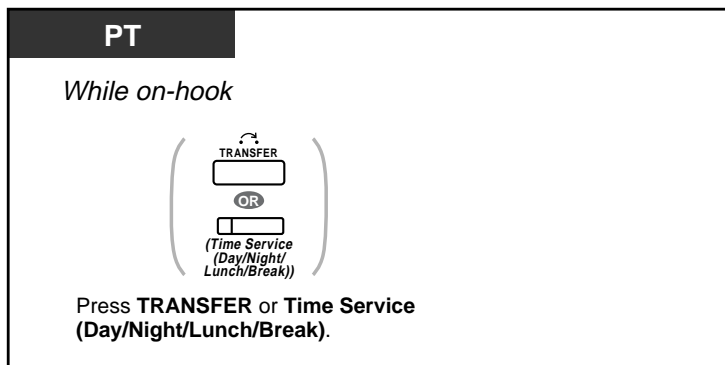 PT
While on-hook
TRANSFER
OR
(Time Service
(Day/Night/
Lunch/Break))
Press TRANSFER or Time Service
(Day/Night/Lunch/Break).